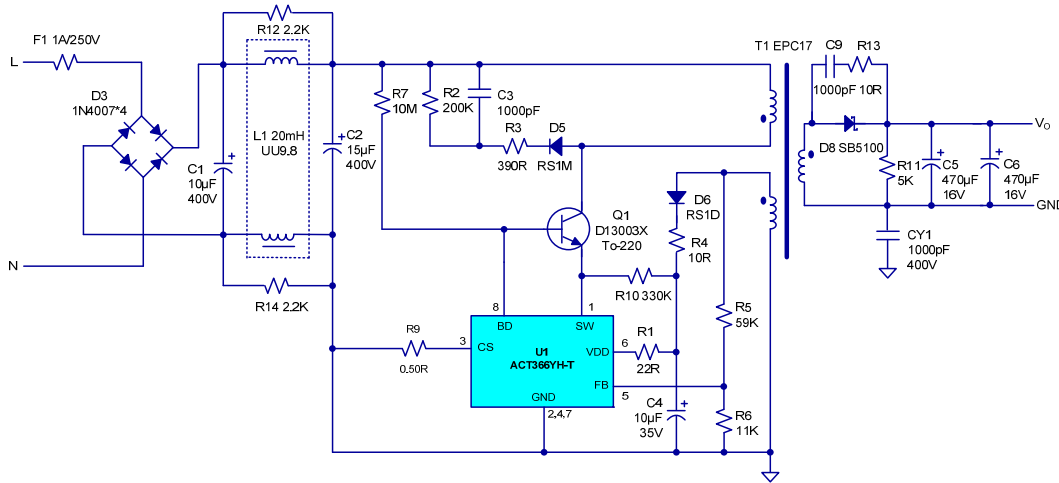 R12 2.2K
F1 1A/250V
L
D3
1N4007*4
L1 20mH
UU9.8
C1
10µF
400V
C2
15µF
400V
R14 2.2K
N
R7
10M
R2
200K
C3
1000pF
R3
390R
D5
RS1M
Q1
D13003X
To-220
D6
RS1D
R4
10R
R10 330K
R5
59K
R9
0.50R
3
8
1
BD
SW
CS
U1
ACT366YH-T
VDD
FB
GND
6
5
2,4,7
R1
22R
C4
10µF
35V
R6
11K
T1 EPC17
C9
1000pF
R13
10R
D8 SB5100
R11
5K
C5
470µF
16V
C6
470µF
16V
VO
GND
CY1
1000pF
400V